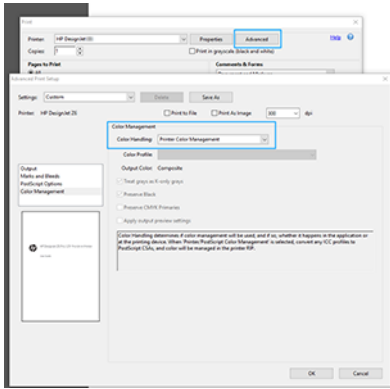 Print
Printer: HP DesignJet Properties Advanced Help
Copies: 1 Print in grayscale (black and white)
Pages to Print Comments & Forms
Advanced Print Setup
Settings: Custom Delete Save As
Printer: HP DesignJet Print to File Print As Image 300 dpi
Color Management
Color Handling: Printer Color Management
Color Profile:
Output Color: Composite
Output
Marks and Bleeds
PostScript Options
Color Management
Treat grays as K-only grays
Preserve Black
Preserve CMYK Primaries
Apply output preview settings
Color Handling determines if color management will be used, and if so, whether it happens in the application or
at the printing device. When 'Printer/PostScript Color Management' is selected, convert any ICC profiles to
PostScript CSAs, and color will be managed in the printer RIP.
OK Cancel